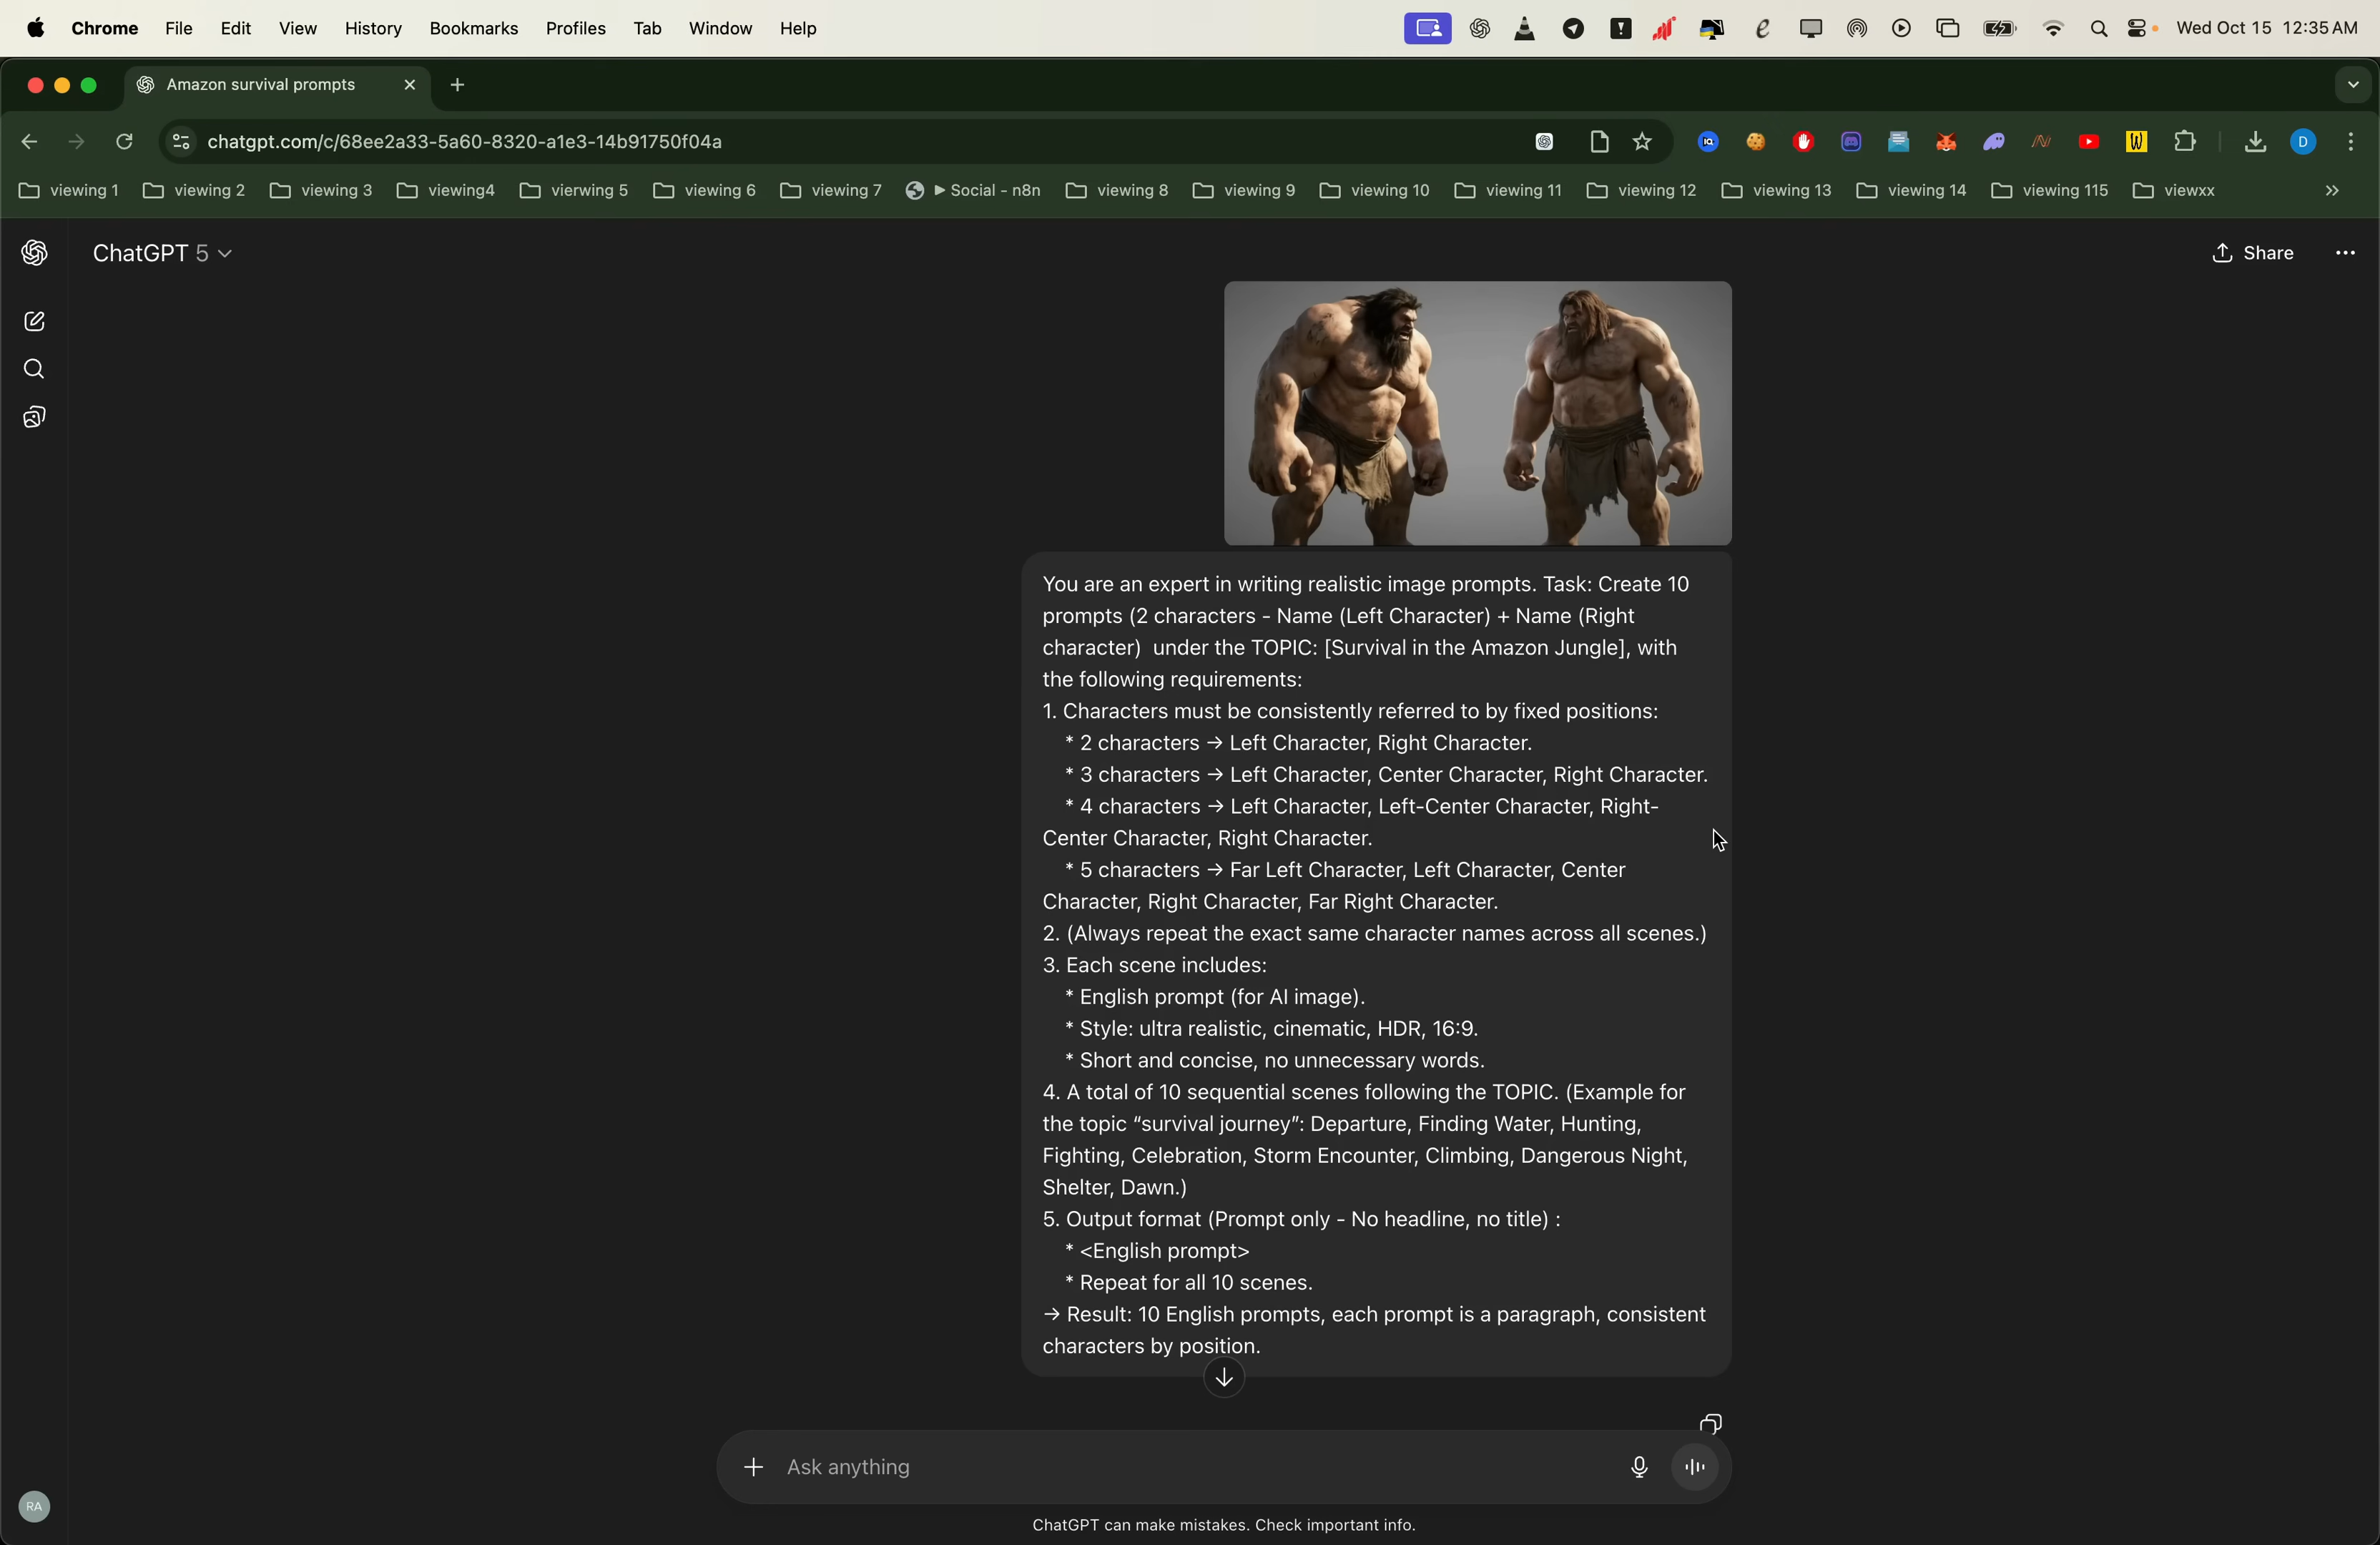 Chrome File Edit View History Bookmarks Profiles Tab Window Help Wed Oct 15 12:35 AM
Amazon survival prompts
chatgpt.com/c/68ee2a33-5a60-8320-a1e3-14b91750f04a D
viewing 1 viewing 2 viewing 3 viewing4 vierwing 5 viewing 6 viewing 7 ▶ Social - n8n viewing 8 viewing 9 viewing 10 viewing 11 viewing 12 viewing 13 viewing 14 viewing 115 viewxx
ChatGPT 5 Share
You are an expert in writing realistic image prompts. Task: Create 10
prompts (2 characters - Name (Left Character) + Name (Right
character)  under the TOPIC: [Survival in the Amazon Jungle], with
the following requirements:
1. Characters must be consistently referred to by fixed positions:
* 2 characters → Left Character, Right Character.
* 3 characters → Left Character, Center Character, Right Character.
* 4 characters → Left Character, Left-Center Character, Right-
Center Character, Right Character.
* 5 characters → Far Left Character, Left Character, Center
Character, Right Character, Far Right Character.
2. (Always repeat the exact same character names across all scenes.)
3. Each scene includes:
* English prompt (for AI image).
* Style: ultra realistic, cinematic, HDR, 16:9.
* Short and concise, no unnecessary words.
4. A total of 10 sequential scenes following the TOPIC. (Example for
the topic “survival journey”: Departure, Finding Water, Hunting,
Fighting, Celebration, Storm Encounter, Climbing, Dangerous Night,
Shelter, Dawn.)
5. Output format (Prompt only - No headline, no title) :
* <English prompt>
* Repeat for all 10 scenes.
→ Result: 10 English prompts, each prompt is a paragraph, consistent
characters by position.
Ask anything
RA
ChatGPT can make mistakes. Check important info.